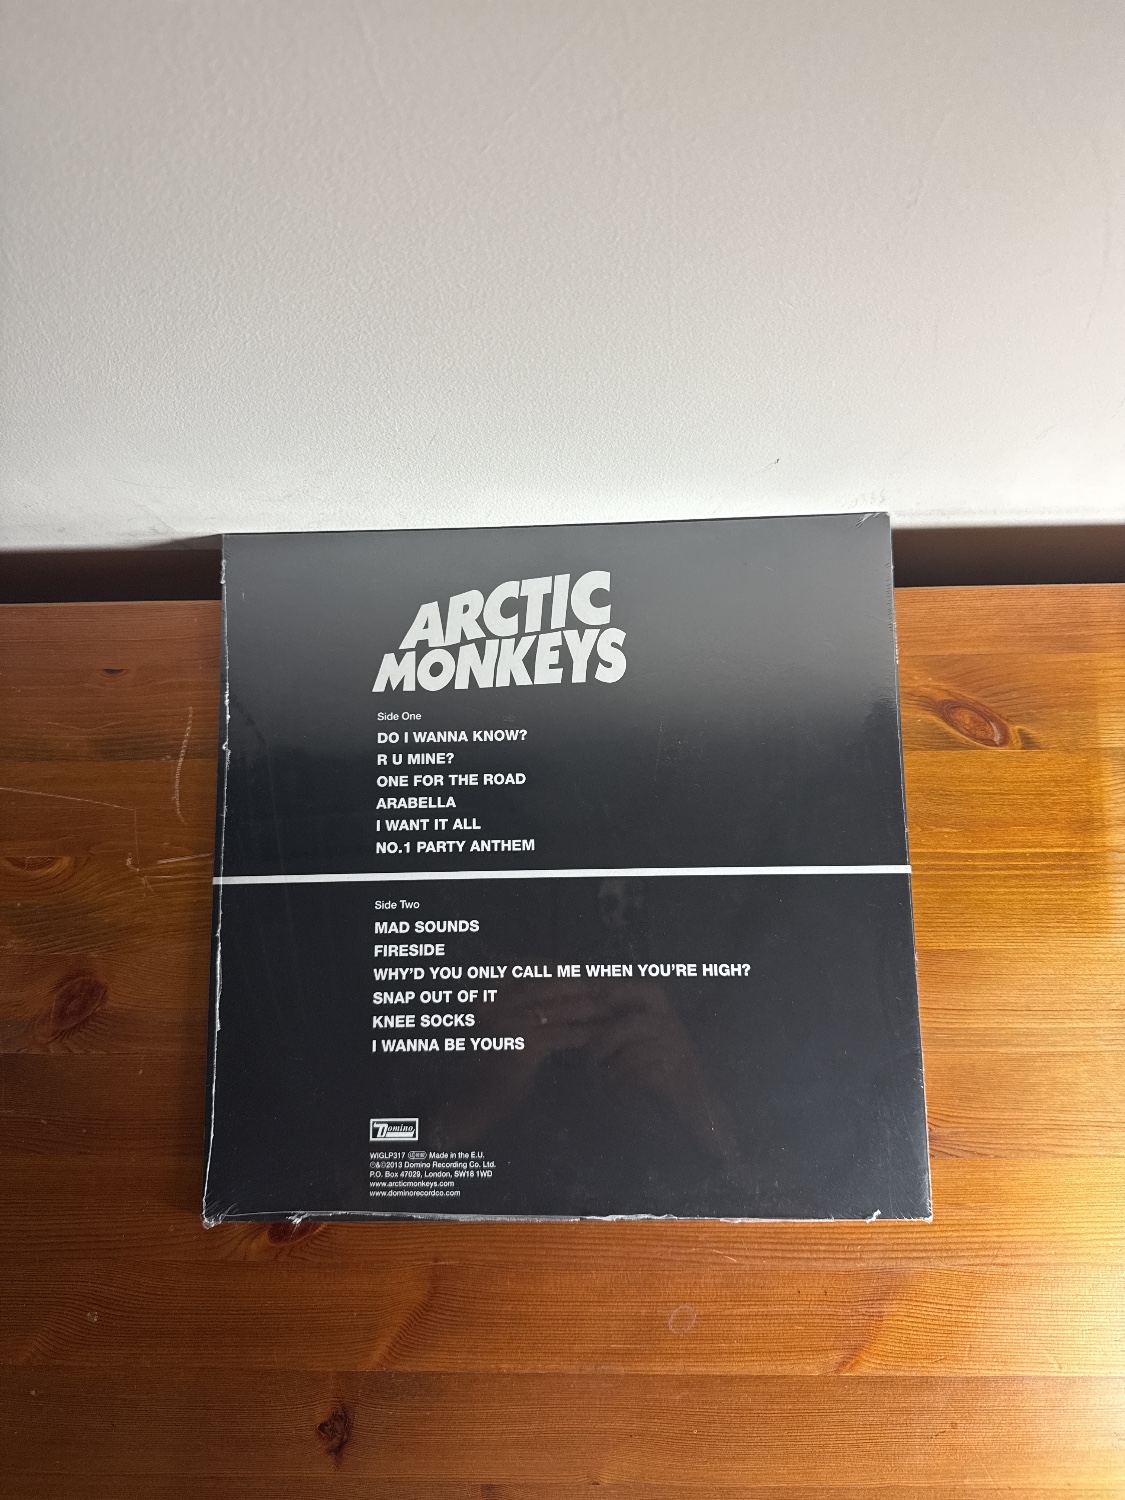 ARCTIC
MONKEYS
Side One
DO I WANNA KNOW?
R U MINE?
ONE FOR THE ROAD
ARABELLA
I WANT IT ALL
NO.1 PARTY ANTHEM
Side Two
MAD SOUNDS
FIRESIDE
WHY'D YOU ONLY CALL ME WHEN YOU'RE HIGH?
SNAP OUT OF IT
KNEE SOCKS
I WANNA BE YOURS
Domino
WIGLP317 Made in the E.U.
℗&©2013 Domino Recording Co. Ltd.
P.O. Box 47029, London, SW18 1WD
www.arcticmonkeys.com
www.dominorecordco.com